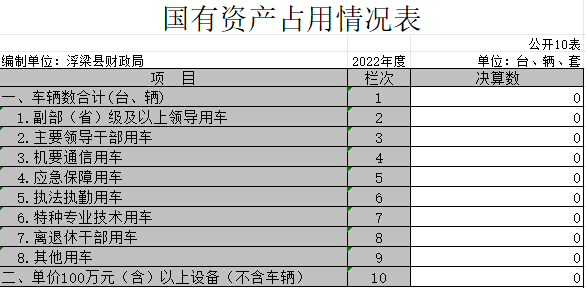 国有资产占用情况表
公开10表
编制单位：浮梁县财政局 2022年度 单位：台、辆、套
项 目 栏次 决算数
一、车辆数合计(台、辆) 1 0
1.副部（省）级及以上领导用车 2 0
2.主要领导干部用车 3 0
3.机要通信用车 4 0
4.应急保障用车 5 0
5.执法执勤用车 6 0
6.特种专业技术用车 7 0
7.离退休干部用车 8 0
8.其他用车 9 0
二、单价100万元（含）以上设备（不含车辆） 10 0